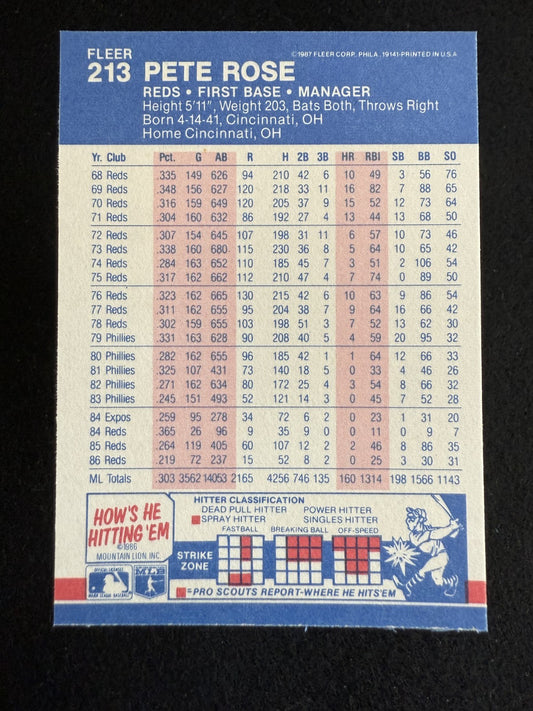 FLEER
213 PETE ROSE
©1987 FLEER CORP. PHILA. 19141-PRINTED IN U.S.A.
REDS • FIRST BASE • MANAGER
Height 5'11", Weight 203, Bats Both, Throws Right
Born 4-14-41, Cincinnati, OH
Home Cincinnati, OH
Yr. Club Pct. G AB R H 2B 3B HR RBI SB BB SO
68 Reds .335 149 626 94 210 42 6 10 49 3 56 76
69 Reds .348 156 627 120 218 33 11 16 82 7 88 65
70 Reds .316 159 649 120 205 37 9 15 52 12 73 64
71 Reds .304 160 632 86 192 27 4 13 44 13 68 50
72 Reds .307 154 645 107 198 31 11 6 57 10 73 46
73 Reds .338 160 680 115 230 36 8 5 64 10 65 42
74 Reds .284 163 652 110 185 45 7 3 51 2 106 54
75 Reds .317 162 662 112 210 47 4 7 74 0 89 50
76 Reds .323 162 665 130 215 42 6 10 63 9 86 54
77 Reds .311 162 655 95 204 38 7 9 64 16 66 42
78 Reds .302 159 655 103 198 51 3 7 52 13 62 30
79 Phillies .331 163 628 90 208 40 5 4 59 20 95 32
80 Phillies .282 162 655 96 185 42 1 1 64 12 66 33
81 Phillies .325 107 431 73 140 18 5 0 33 4 46 26
82 Phillies .271 162 634 80 172 25 4 3 54 8 66 32
83 Phillies .245 151 493 52 121 14 3 0 45 7 52 28
84 Expos .259 95 278 34 72 6 2 0 23 1 31 20
84 Reds .365 26 96 9 35 9 0 0 11 0 9 7
85 Reds .264 119 405 60 107 12 2 2 46 8 86 35
86 Reds .219 72 237 15 52 8 2 0 25 3 30 31
ML Totals .303 3562 14053 2165 4256 746 135 160 1314 198 1566 1143
HOW'S HE
HITTING 'EM
©1986
MOUNTAIN LION INC.
HITTER CLASSIFICATION
DEAD PULL HITTER POWER HITTER
SPRAY HITTER SINGLES HITTER
FASTBALL BREAKING BALL OFF-SPEED
STRIKE
ZONE
=PRO SCOUTS REPORT-WHERE HE HITS'EM